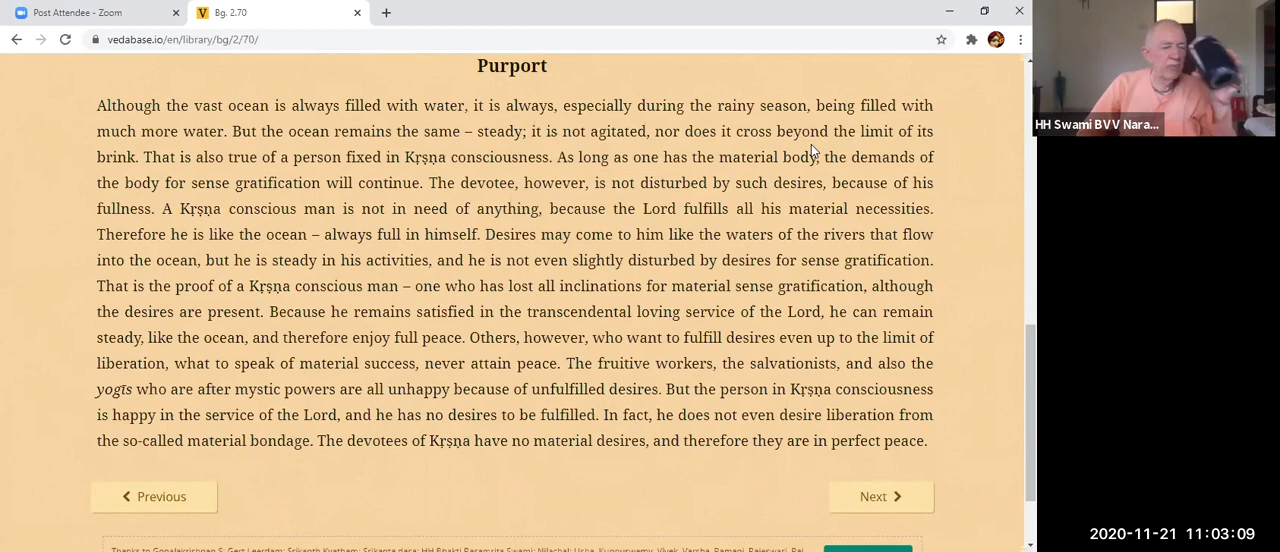 Post Attendee - Zoom
Bg. 2.70
vedabase.io/en/library/bg/2/70/
Purport
Although the vast ocean is always filled with water, it is always, especially during the rainy season, being filled with
much more water. But the ocean remains the same – steady; it is not agitated, nor does it cross beyond the limit of its
brink. That is also true of a person fixed in Kṛṣṇa consciousness. As long as one has the material body, the demands of
the body for sense gratification will continue. The devotee, however, is not disturbed by such desires, because of his
fullness. A Kṛṣṇa conscious man is not in need of anything, because the Lord fulfills all his material necessities.
Therefore he is like the ocean – always full in himself. Desires may come to him like the waters of the rivers that flow
into the ocean, but he is steady in his activities, and he is not even slightly disturbed by desires for sense gratification.
That is the proof of a Kṛṣṇa conscious man – one who has lost all inclinations for material sense gratification, although
the desires are present. Because he remains satisfied in the transcendental loving service of the Lord, he can remain
steady, like the ocean, and therefore enjoy full peace. Others, however, who want to fulfill desires even up to the limit of
liberation, what to speak of material success, never attain peace. The fruitive workers, the salvationists, and also the
yogīs who are after mystic powers are all unhappy because of unfulfilled desires. But the person in Kṛṣṇa consciousness
is happy in the service of the Lord, and he has no desires to be fulfilled. In fact, he does not even desire liberation from
the so-called material bondage. The devotees of Kṛṣṇa have no material desires, and therefore they are in perfect peace.
Previous
Next
HH Swami BVV Nara...
2020-11-21 11:03:09